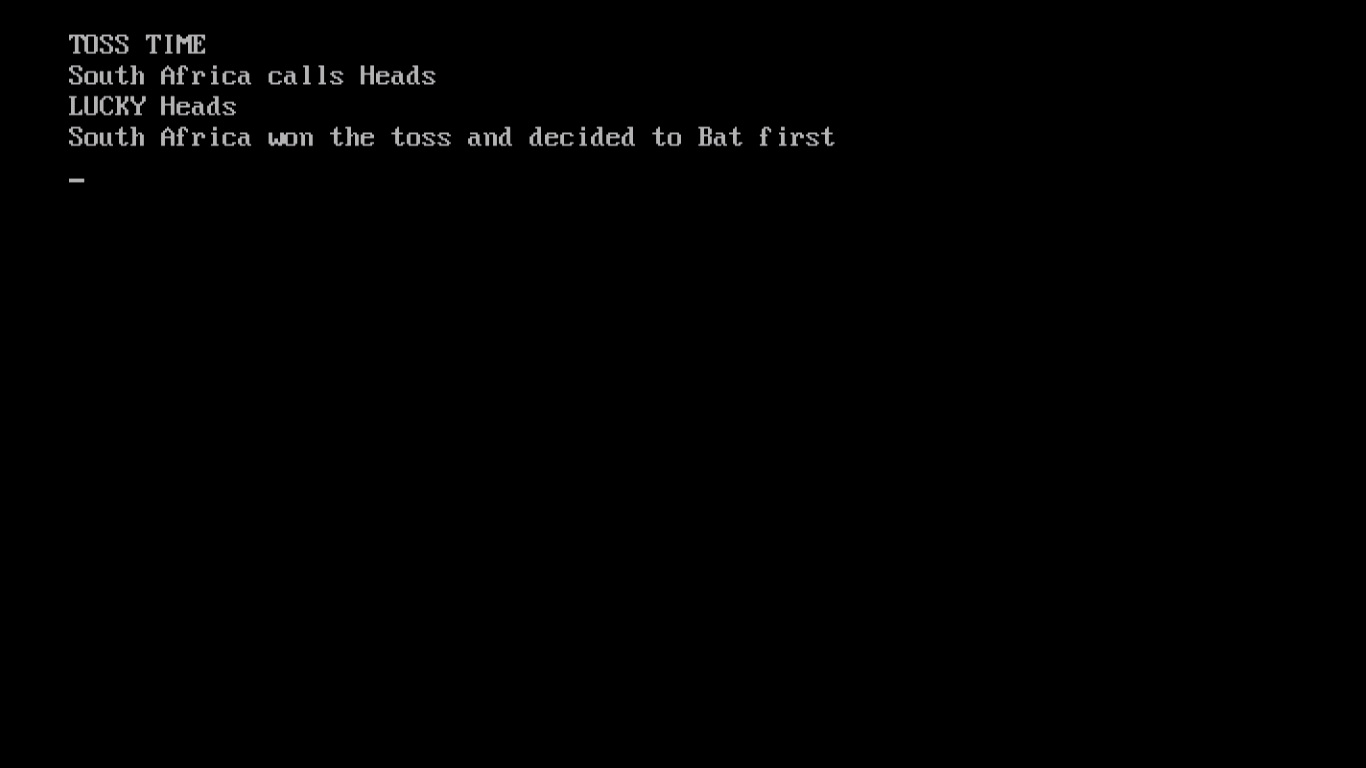 TOSS TIME
South Africa calls Heads
LUCKY Heads
South Africa won the toss and decided to Bat first
_